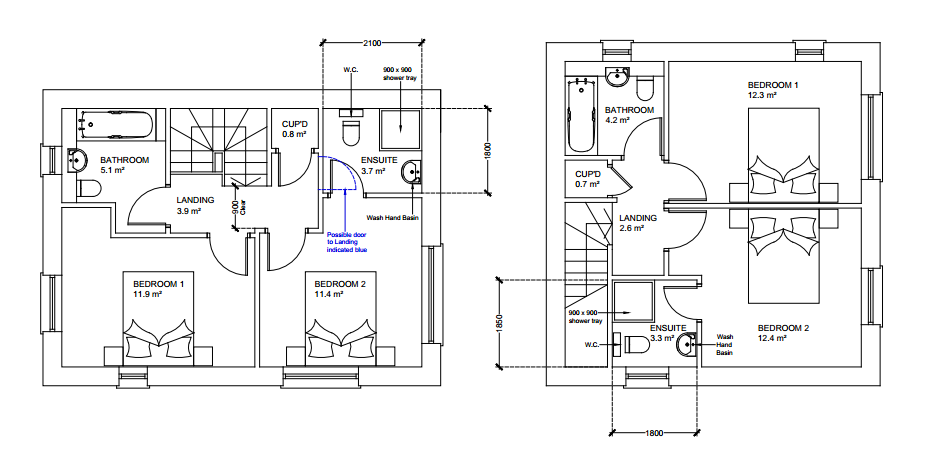 2100
W.C.
900 x 900
shower tray
CUP'D
0.8 m²
BATHROOM
5.1 m²
ENSUITE
3.7 m²
1800
LANDING
3.9 m²
900
Clear
Wash Hand Basin
Possible door
to Landing
indicated blue
BEDROOM 1
11.9 m²
BEDROOM 2
11.4 m²
BEDROOM 1
12.3 m²
BATHROOM
4.2 m²
CUP'D
0.7 m²
LANDING
2.6 m²
1850
900 x 900
shower tray
ENSUITE
3.3 m²
W.C.
Wash
Hand
Basin
BEDROOM 2
12.4 m²
1800